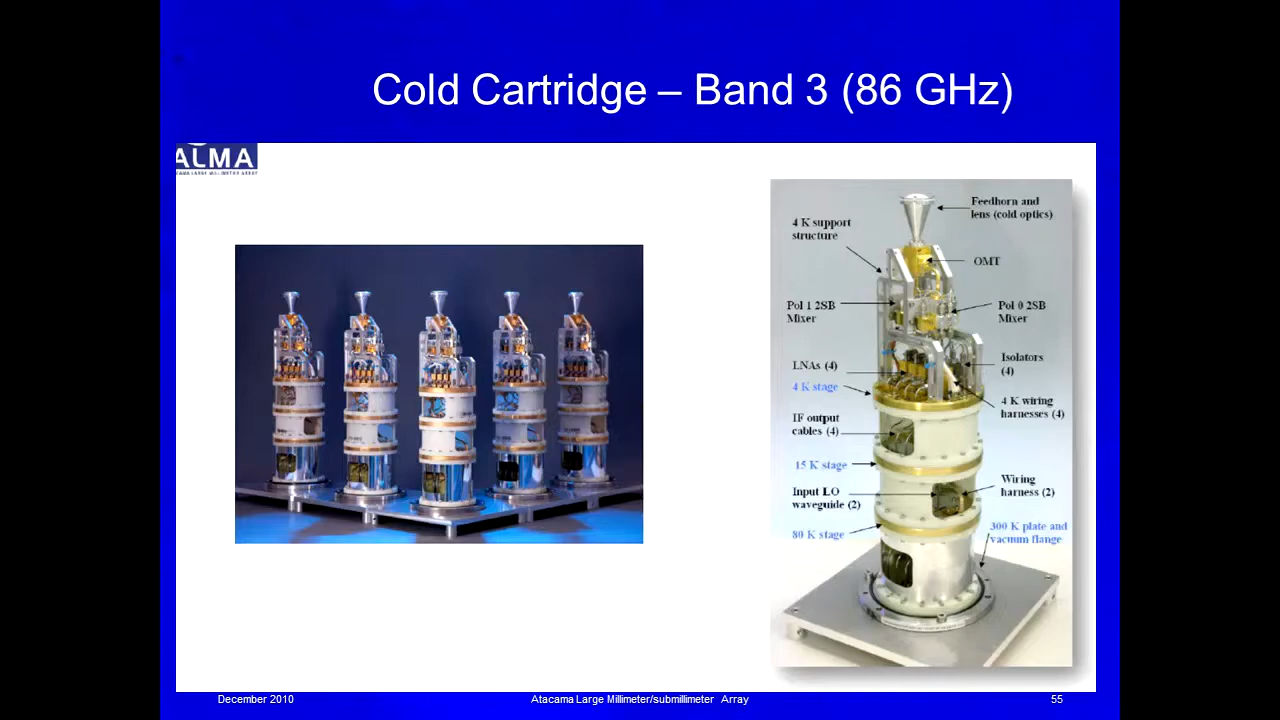 Cold Cartridge – Band 3 (86 GHz)
ALMA
Feedhorn and
lens (cold optics)
4 K support
structure
OMT
Pol 1 2SB
Mixer
Pol 0 2SB
Mixer
LNAs (4)
Isolators
(4)
4 K stage
4 K wiring
harnesses (4)
IF output
cables (4)
15 K stage
Wiring
harness (2)
Input LO
waveguide (2)
80 K stage
300 K plate and
vacuum flange
December 2010
Atacama Large Millimeter/submillimeter Array
55